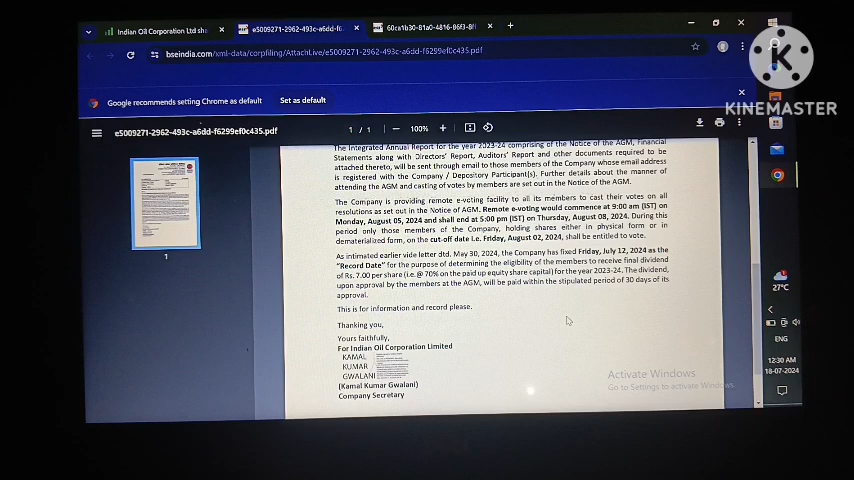 Indian Oil Corporation Ltd sha
e5009271-2962-493c-a6dd-f6
60ca1b30-81a0-4816-86f3-8f
bseindia.com/xml-data/corpfiling/AttachLive/e5009271-2962-493c-a6dd-f6299ef0c435.pdf
KINEMASTER
Google recommends setting Chrome as default
Set as default
e5009271-2962-493c-a6dd-f6299ef0c435.pdf
1 / 1
100%
The Integrated Annual Report for the year 2023-24 comprising of the Notice of the AGM, Financial
Statements along with Directors' Report, Auditors' Report and other documents required to be
attached thereto, will be sent through email to those members of the Company whose email address
is registered with the Company / Depository Participant(s). Further details about the manner of
attending the AGM and casting of votes by members are set out in the Notice of the AGM.
The Company is providing remote e-voting facility to all its members to cast their votes on all
resolutions as set out in the Notice of AGM. Remote e-voting would commence at 9:00 am (IST) on
Monday, August 05, 2024 and shall end at 5:00 pm (IST) on Thursday, August 08, 2024. During this
period only those members of the Company, holding shares either in physical form or in
dematerialized form, on the cut-off date i.e. Friday, August 02, 2024, shall be entitled to vote.
As intimated earlier vide letter dtd. May 30, 2024, the Company has fixed Friday, July 12, 2024 as the
"Record Date" for the purpose of determining the eligibility of the members to receive final dividend
of Rs. 7.00 per share (i.e. @ 70% on the paid up equity share capital) for the year 2023-24. The dividend,
upon approval by the members at the AGM, will be paid within the stipulated period of 30 days of its
approval.
This is for information and record please.
Thanking you,
Yours faithfully,
For Indian Oil Corporation Limited
KAMAL
KUMAR
GWALANI
(Kamal Kumar Gwalani)
Company Secretary
1
Activate Windows
Go to Settings to activate Windows.
27°C
ENG
12:30 AM
18-07-2024